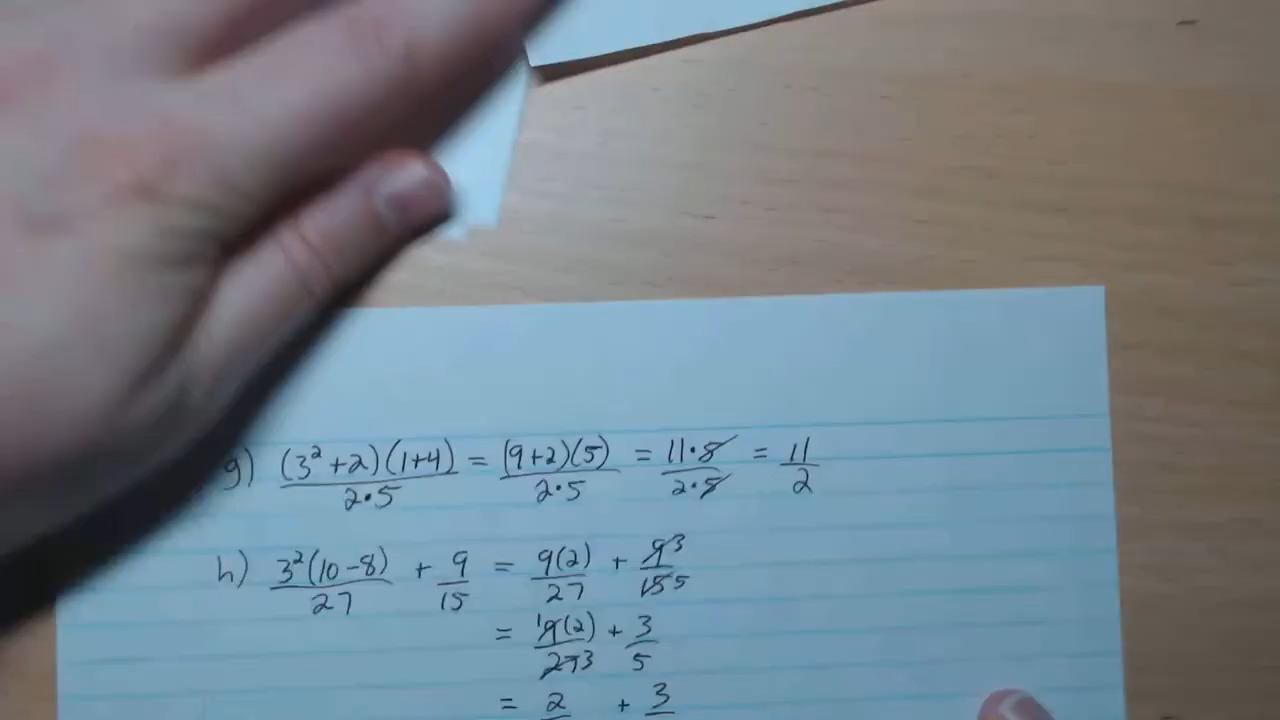 g) (3²+2)(1+4)/2•5 = (9+2)(5)/2•5 = 11•5/2•5 = 11/2
h) 3²(10-8)/27 + 9/15 = 9(2)/27 + 9 3/15 5
= 1 9(2)/27 3 + 3/5
= 2 + 3